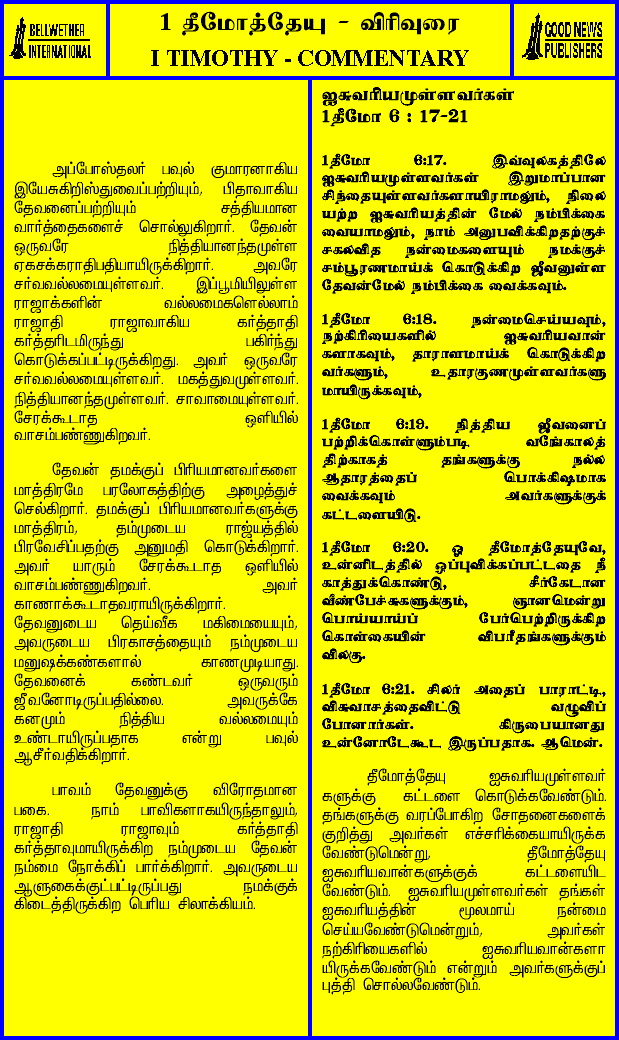 BELLWETHER
INTERNATIONAL
1 தீமோத்தேயு - விரிவுரை
I TIMOTHY - COMMENTARY
GOOD NEWS
PUBLISHERS
அப்போஸ்தலர் பவுல் குமாரனாகிய
இயேசுகிறிஸ்துவைப்பற்றியும், பிதாவாகிய
தேவனைப்பற்றியும் சத்தியமான
வார்த்தைகளைச் சொல்லுகிறார். தேவன்
ஒருவரே நித்தியானந்தமுள்ள
ஏகசக்கராதிபதியாயிருக்கிறார். அவரே
சர்வவல்லமையுள்ளவர். இப்பூமியிலுள்ள
ராஜாக்களின் வல்லமைகளெல்லாம்
ராஜாதி ராஜாவாகிய கர்த்தாதி
கர்த்தரிடமிருந்து பகிர்ந்து
கொடுக்கப்பட்டிருக்கிறது. அவர் ஒருவரே
சர்வவல்லமையுள்ளவர். மகத்துவமுள்ளவர்.
நித்தியானந்தமுள்ளவர். சாவாமையுள்ளவர்.
சேரக்கூடாத ஒளியில்
வாசம்பண்ணுகிறவர்.
தேவன் தமக்குப் பிரியமானவர்களை
மாத்திரமே பரலோகத்திற்கு அழைத்துச்
செல்கிறார். தமக்குப் பிரியமானவர்களுக்கு
மாத்திரம், தம்முடைய ராஜ்யத்தில்
பிரவேசிப்பதற்கு அனுமதி கொடுக்கிறார்.
அவர் யாரும் சேரக்கூடாத ஒளியில்
வாசம்பண்ணுகிறவர். அவர்
காணாக்கூடாதவராயிருக்கிறார்.
தேவனுடைய தெய்வீக மகிமையையும்,
அவருடைய பிரகாசத்தையும் நம்முடைய
மனுஷக்கண்களால் காணமுடியாது.
தேவனைக் கண்டவர் ஒருவரும்
ஜீவனோடிருப்பதில்லை. அவருக்கே
கனமும் நித்திய வல்லமையும்
உண்டாயிருப்பதாக என்று பவுல்
ஆசீர்வதிக்கிறார்.
பாவம் தேவனுக்கு விரோதமான
பகை. நாம் பாவிகளாகயிருந்தாலும்,
ராஜாதி ராஜாவும் கர்த்தாதி
கர்த்தாவுமாயிருக்கிற நம்முடைய தேவன்
நம்மை நோக்கிப் பார்க்கிறார். அவருடைய
ஆளுகைக்குட்பட்டிருப்பது நமக்குக்
கிடைத்திருக்கிற பெரிய சிலாக்கியம்.
ஐசுவரியமுள்ளவர்கள்
1தீமோ 6 : 17-21
1தீமோ 6:17. இவ்வுலகத்திலே
ஐசுவரியமுள்ளவர்கள் இறுமாப்பான
சிந்தையுள்ளவர்களாயிராமலும், நிலை
யற்ற ஐசுவரியத்தின் மேல் நம்பிக்கை
வையாமலும், நாம் அனுபவிக்கிறதற்குச்
சகலவித நன்மைகளையும் நமக்குச்
சம்பூரணமாய்க் கொடுக்கிற ஜீவனுள்ள
தேவன்மேல் நம்பிக்கை வைக்கவும்.
1தீமோ 6:18. நன்மைசெய்யவும்,
நற்கிரியைகளில் ஐசுவரியவான்
களாகவும், தாராளமாய்க் கொடுக்கிற
வர்களும், உதாரகுணமுள்ளவர்களு
மாயிருக்கவும்,
1தீமோ 6:19. நித்திய ஜீவனைப்
பற்றிக்கொள்ளும்படி வருங்காலத்
திற்காகத் தங்களுக்கு நல்ல
ஆதாரத்தைப் பொக்கிஷமாக
வைக்கவும் அவர்களுக்குக்
கட்டளையிடு.
1தீமோ 6:20. ஓ தீமோத்தேயுவே,
உன்னிடத்தில் ஒப்புவிக்கப்பட்டதை நீ
காத்துக்கொண்டு, சீர்கேடான
வீண்பேச்சுகளுக்கும், ஞானமென்று
பொய்யாய்ப் பேர்பெற்றிருக்கிற
கொள்கையின் விபரீதங்களுக்கும்
விலகு.
1தீமோ 6:21. சிலர் அதைப் பாராட்டி,
விசுவாசத்தைவிட்டு வழுவிப்
போனார்கள். கிருபையானது
உன்னோடேகூட இருப்பதாக. ஆமென்.
தீமோத்தேயு ஐசுவரியமுள்ளவர்
களுக்கு கட்டளை கொடுக்கவேண்டும்.
தங்களுக்கு வரப்போகிற சோதனைகளைக்
குறித்து அவர்கள் எச்சரிக்கையாயிருக்க
வேண்டுமென்று, தீமோத்தேயு
ஐசுவரியவான்களுக்குக் கட்டளையிட
வேண்டும். ஐசுவரியமுள்ளவர்கள் தங்கள்
ஐசுவரியத்தின் மூலமாய் நன்மை
செய்யவேண்டுமென்றும், அவர்கள்
நற்கிரியைகளில் ஐசுவரியவான்களா
யிருக்கவேண்டும் என்றும் அவர்களுக்குப்
புத்தி சொல்லவேண்டும்.